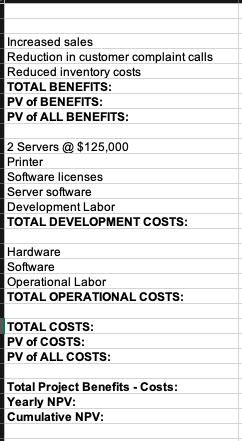 Increased sales
Reduction in customer complaint calls
Reduced inventory costs
TOTAL BENEFITS:
PV of BENEFITS:
PV of ALL BENEFITS:
2 Servers @ $125,000
Printer
Software licenses
Server software
Development Labor
TOTAL DEVELOPMENT COSTS:
Hardware
Software
Operational Labor
TOTAL OPERATIONAL COSTS:
TOTAL COSTS:
PV of COSTS:
PV of ALL COSTS:
Total Project Benefits - Costs:
Yearly NPV:
Cumulative NPV: